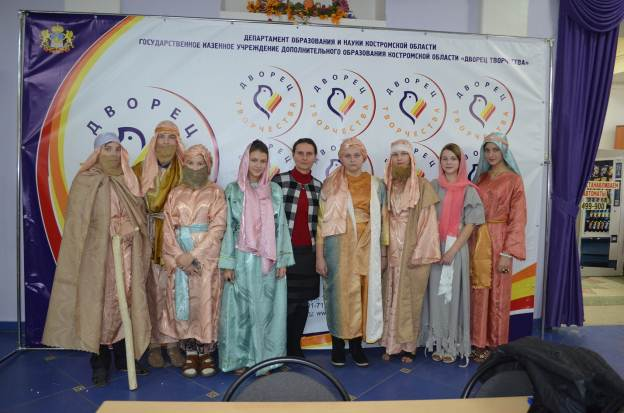 ДЕПАРТАМЕНТ ОБРАЗОВАНИЯ И НАУКИ КОСТРОМСКОЙ ОБЛАСТИ
ГОСУДАРСТВЕННОЕ КАЗЕННОЕ УЧРЕЖДЕНИЕ ДОПОЛНИТЕЛЬНОГО ОБРАЗОВАНИЯ КОСТРОМСКОЙ ОБЛАСТИ «ДВОРЕЦ ТВОРЧЕСТВА»
ДВОРЕЦ
ТВОРЧЕСТВА
ДВОРЕЦ
ТВОРЧЕСТВА
ДВОРЕЦ
ТВОРЧЕСТВА
ДВОРЕЦ
ТВОРЧЕСТВА
ДВОРЕЦ